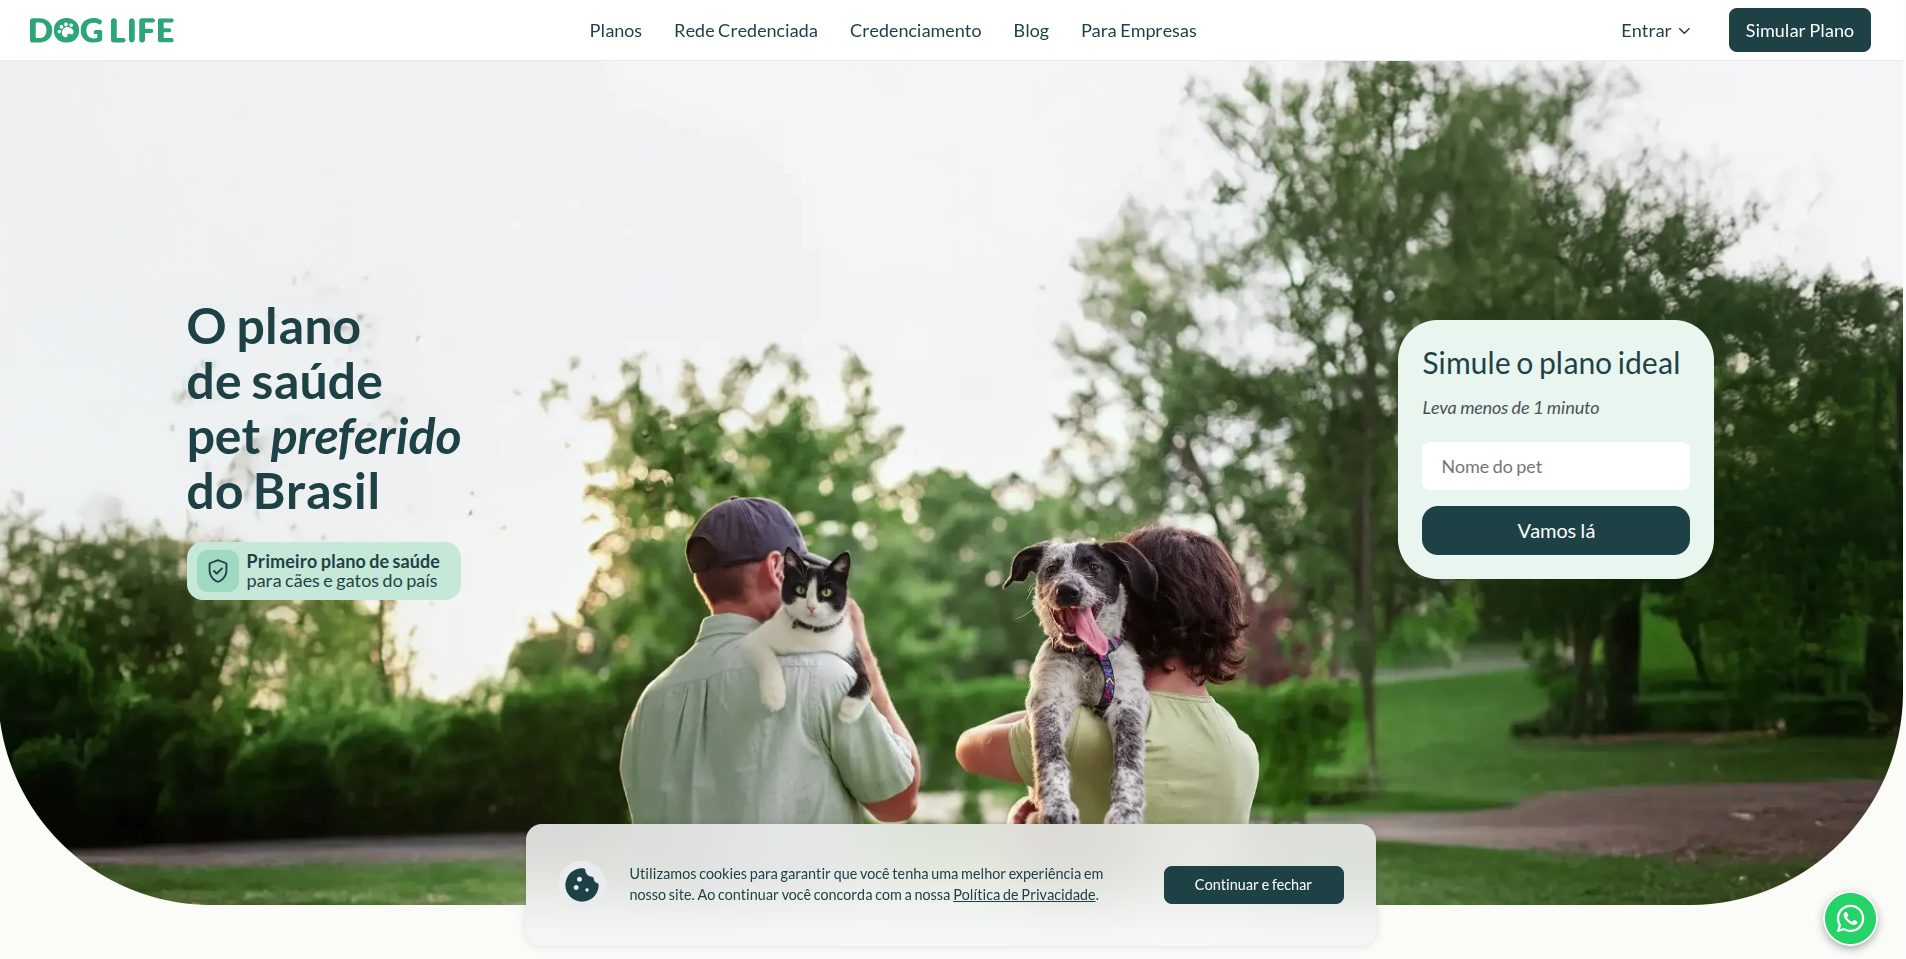 DOG LIFE
Planos
Rede Credenciada
Credenciamento
Blog
Para Empresas
Entrar
Simular Plano
O plano
de saúde
pet preferido
do Brasil
Primeiro plano de saúde
para cães e gatos do país
Simule o plano ideal
Leva menos de 1 minuto
Nome do pet
Vamos lá
Utilizamos cookies para garantir que você tenha uma melhor experiência em
nosso site. Ao continuar você concorda com a nossa Política de Privacidade.
Continuar e fechar